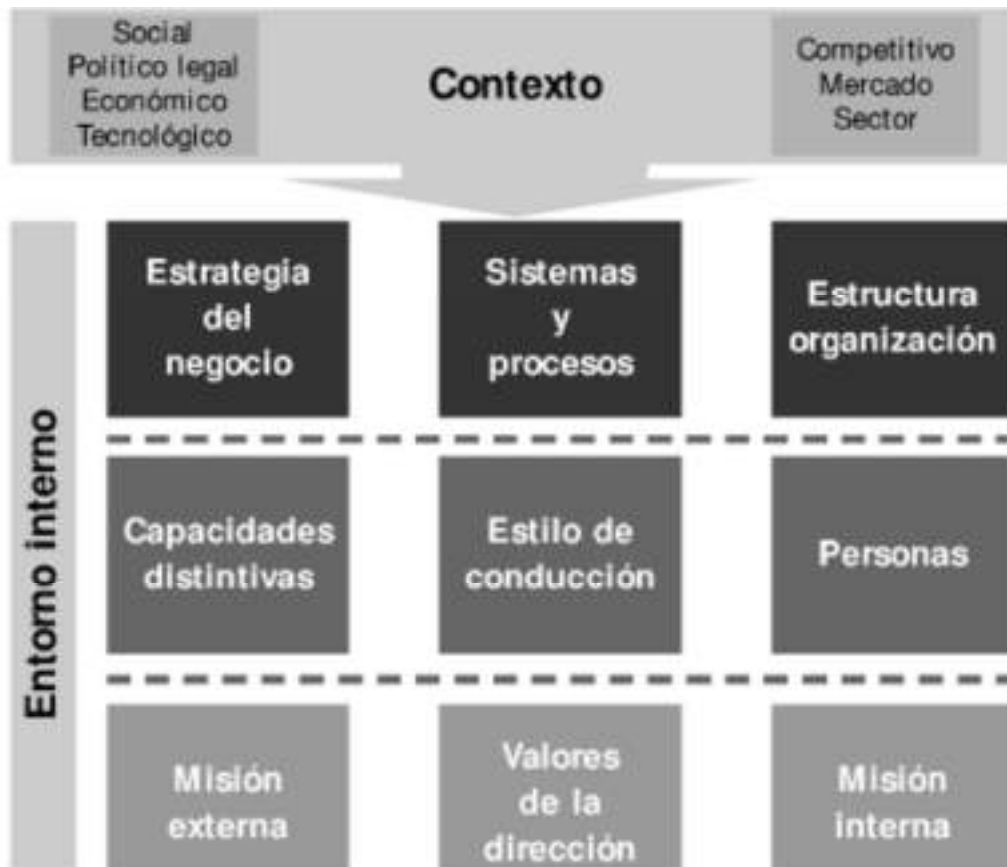 Social
Político legal
Económico
Tecnológico
Contexto
Competitivo
Mercado
Sector
Entorno interno
Estrategia
del
negocio
Sistemas
y
procesos
Estructura
organización
Capacidades
distintivas
Estilo de
conducción
Personas
Misión
externa
Valores
de la
dirección
Misión
interna